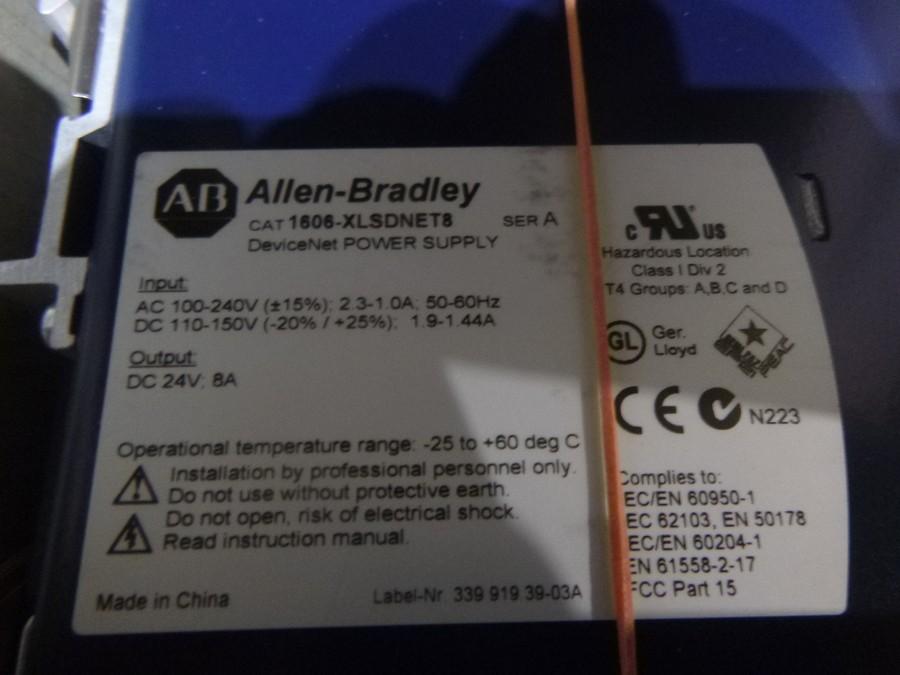 AB Allen-Bradley
CAT 1606-XLSDNET8 SER A
DeviceNet POWER SUPPLY
Input:
AC 100-240V (±15%); 2.3-1.0A; 50-60Hz
DC 110-150V (-20% / +25%); 1.9-1.44A
Output:
DC 24V; 8A
Operational temperature range: -25 to +60 deg C
Installation by professional personnel only.
Do not use without protective earth.
Do not open, risk of electrical shock.
Read instruction manual.
Made in China
Label-Nr. 339 919 39-03A
c RU US
Hazardous Location
Class I Div 2
T4 Groups: A,B,C and D
GL Ger.
Lloyd
CE N223
Complies to:
EC/EN 60950-1
EC 62103, EN 50178
EC/EN 60204-1
EN 61558-2-17
FCC Part 15